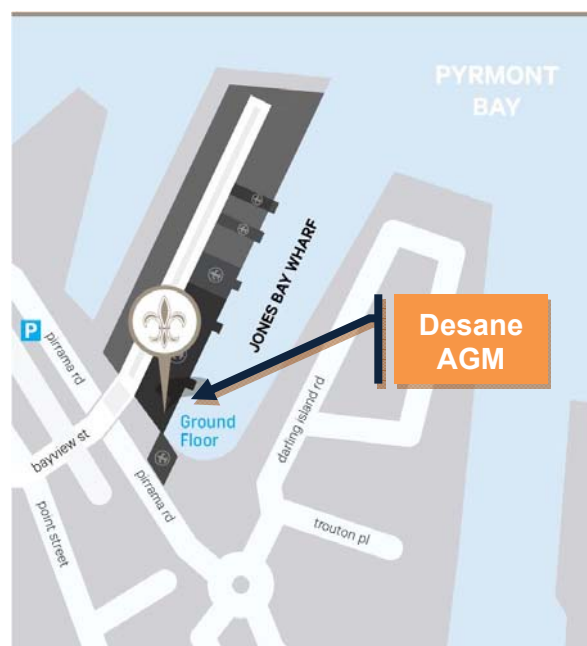 PYRMONT
BAY
JONES BAY WHARF
P
pirrama rd
Desane
AGM
Ground
Floor
darling island rd
bayview st
pirrama rd
point street
trouton pl